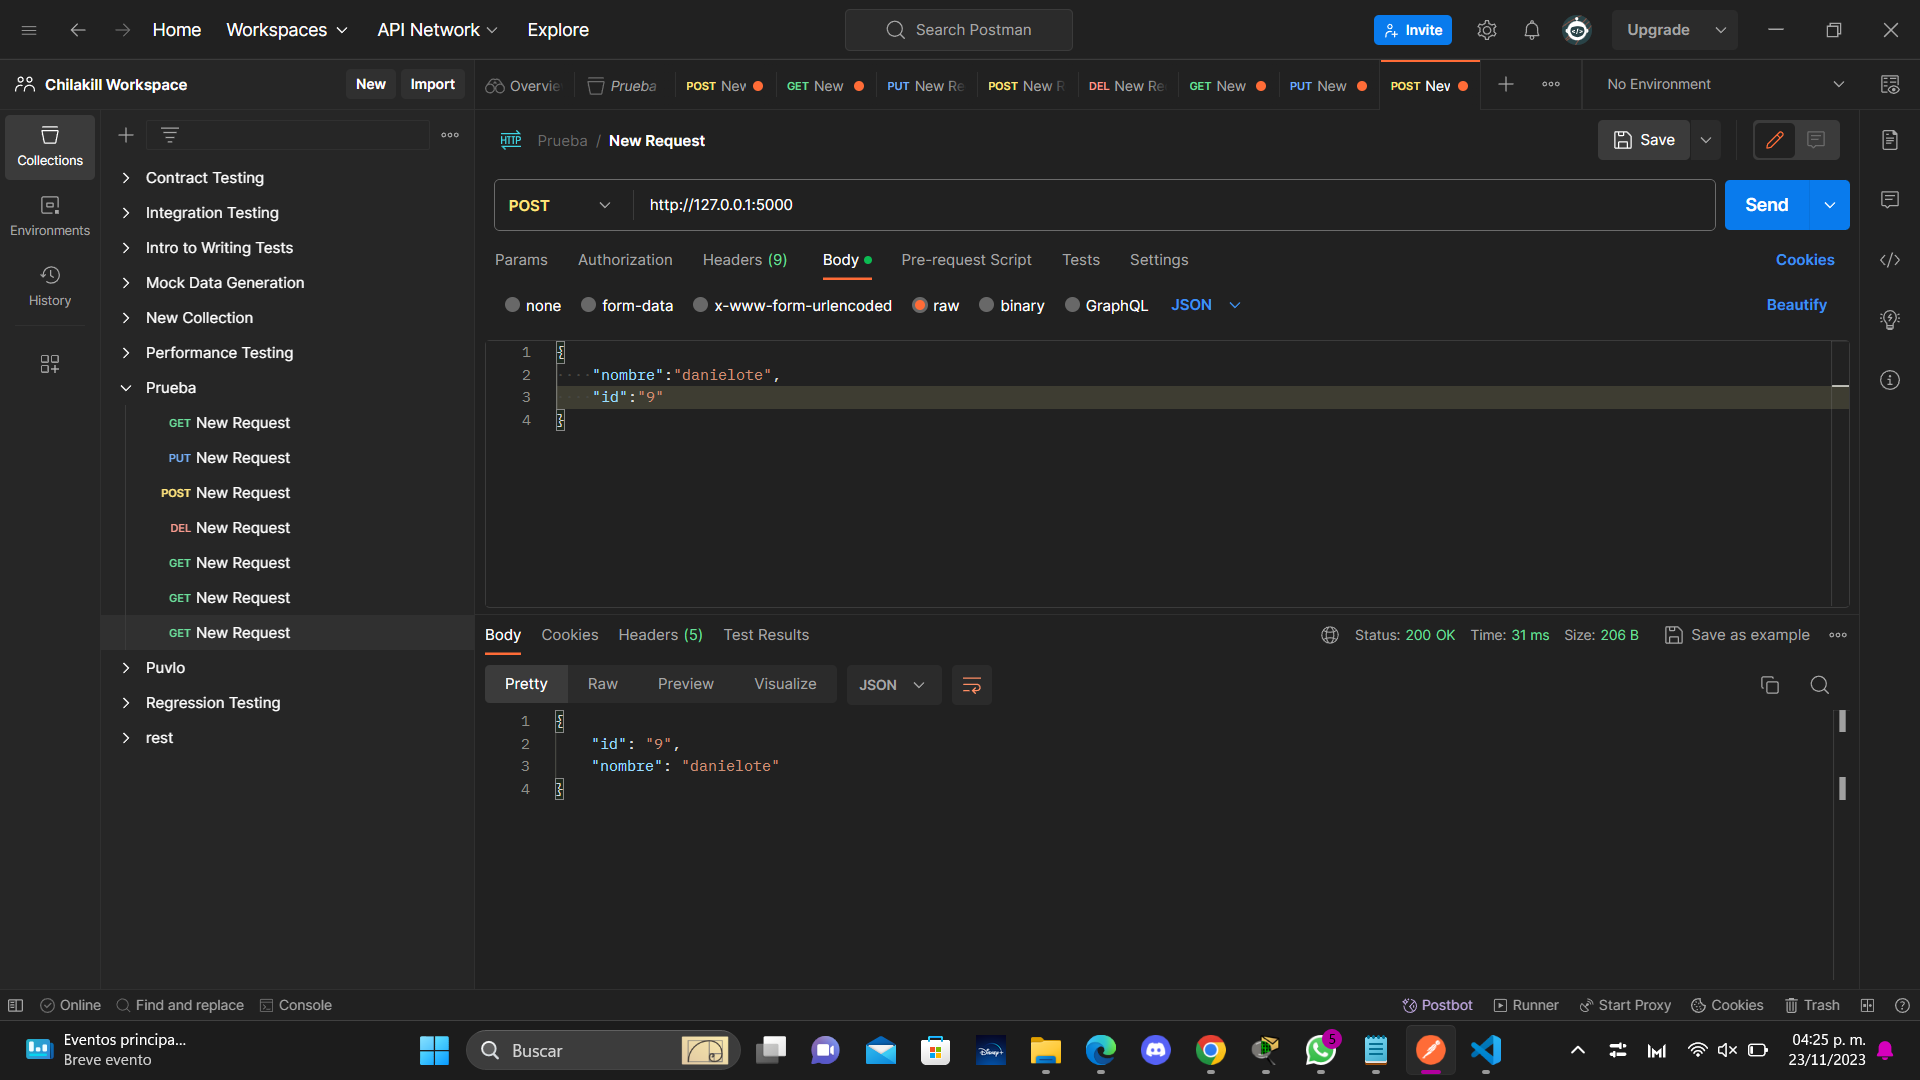 Home
Workspaces
API Network
Explore
Search Postman
Invite
Upgrade
Chilakill Workspace
New
Import
Overvie
Prueba
POST New
GET New
PUT New Re
POST New R
DEL New Re
GET New
PUT New
POST New
No Environment
Collections
Environments
History
Contract Testing
Integration Testing
Intro to Writing Tests
Mock Data Generation
New Collection
Performance Testing
Prueba
GET New Request
PUT New Request
POST New Request
DEL New Request
GET New Request
GET New Request
GET New Request
Puvlo
Regression Testing
rest
HTTP Prueba / New Request
Save
POST
http://127.0.0.1:5000
Send
Params
Authorization
Headers (9)
Body
Pre-request Script
Tests
Settings
Cookies
none
form-data
x-www-form-urlencoded
raw
binary
GraphQL
JSON
Beautify
1 {
2 "nombre":"danielote",
3 "id":"9"
4 }
Body
Cookies
Headers (5)
Test Results
Status: 200 OK
Time: 31 ms
Size: 206 B
Save as example
Pretty
Raw
Preview
Visualize
JSON
1 {
2 "id": "9",
3 "nombre": "danielote"
4 }
Online
Find and replace
Console
Postbot
Runner
Start Proxy
Cookies
Trash
Eventos principa...
Breve evento
Buscar
Disney+
5
04:25 p. m.
23/11/2023